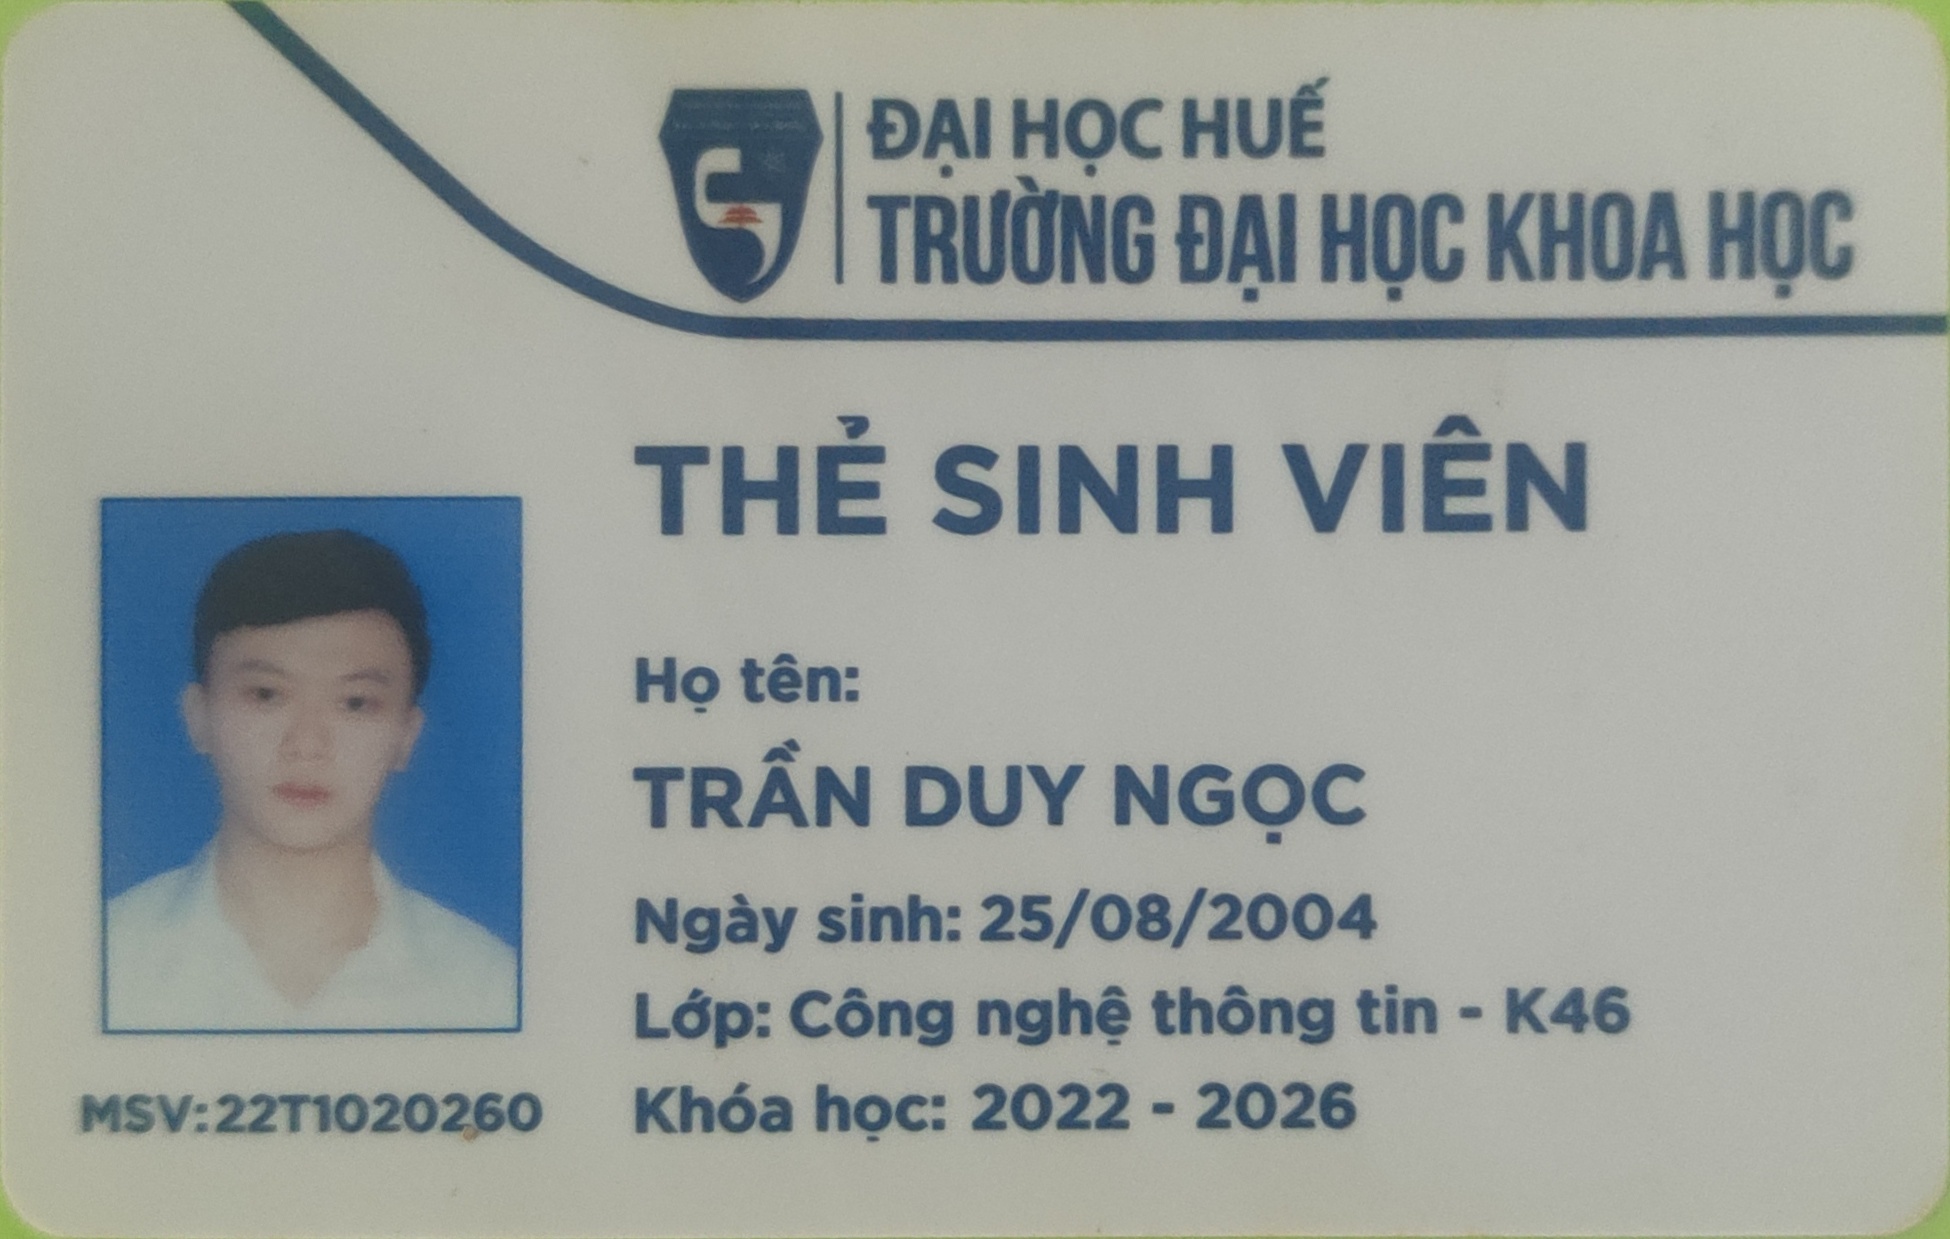 ĐẠI HỌC HUẾ
TRƯỜNG ĐẠI HỌC KHOA HỌC
THẺ SINH VIÊN
Họ tên:
TRẦN DUY NGỌC
Ngày sinh: 25/08/2004
Lớp: Công nghệ thông tin - K46
Khóa học: 2022 - 2026
MSV:22T1020260